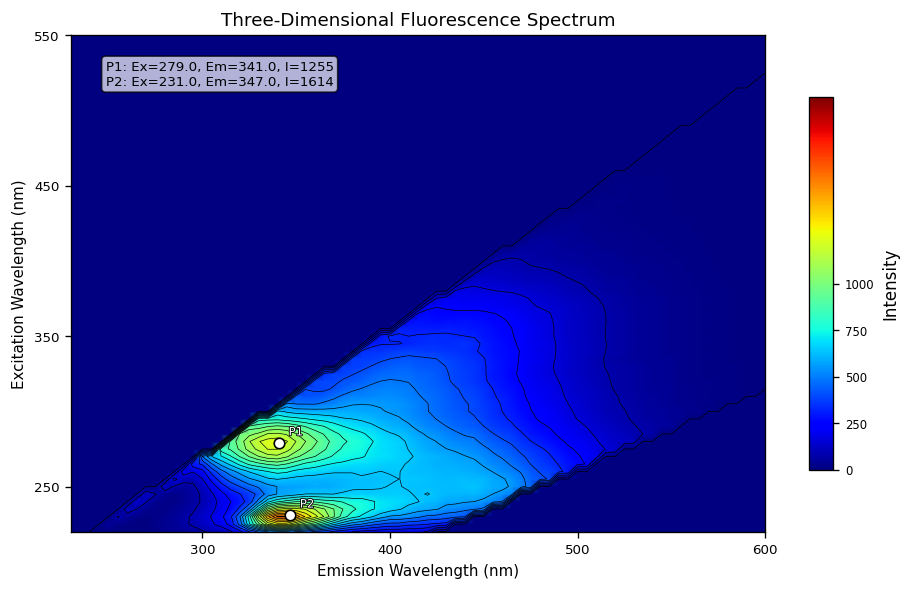 Three-Dimensional Fluorescence Spectrum
550
P1: Ex=279.0, Em=341.0, I=1255
P2: Ex=231.0, Em=347.0, I=1614
450
350
250
Excitation Wavelength (nm)
P1
P2
300
400
500
600
Emission Wavelength (nm)
1000
750
500
250
0
Intensity